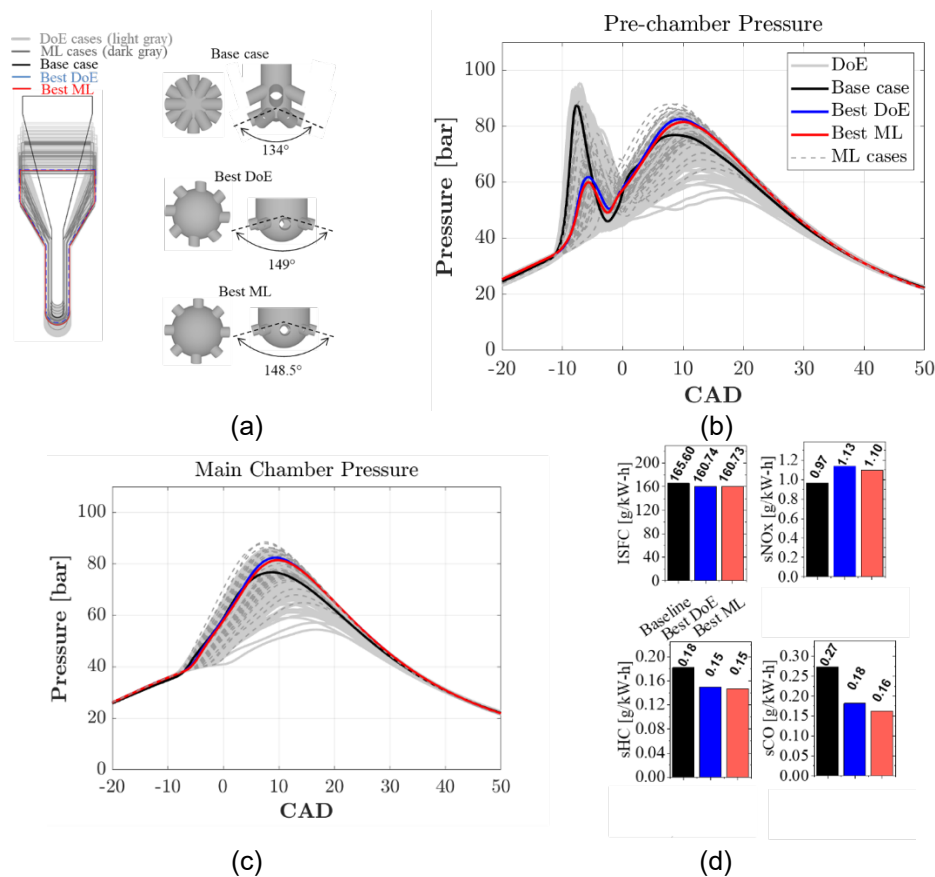 DoE cases (light gray)
ML cases (dark gray)
Base case
Best DoE
Best ML
Base case
134°
Best DoE
149°
Best ML
148.5°
(a)
Pre-chamber Pressure
DoE
Base case
Best DoE
Best ML
ML cases
Pressure [bar]
100
80
60
40
20
0
-20 -10 0 10 20 30 40 50
CAD
(b)
Main Chamber Pressure
Pressure [bar]
100
80
60
40
20
0
-20 -10 0 10 20 30 40 50
CAD
(c)
ISFC [g/kW-h]
200
160
120
80
40
0
165.60
160.74
160.73
Baseline
Best DoE
Best ML
sNOx [g/kW-h]
1.2
1.0
0.8
0.6
0.4
0.2
0.0
0.97
1.13
1.10
sHC [g/kW-h]
0.20
0.16
0.12
0.08
0.04
0.00
0.18
0.15
0.15
sCO [g/kW-h]
0.30
0.25
0.20
0.15
0.10
0.05
0.00
0.27
0.18
0.16
(d)